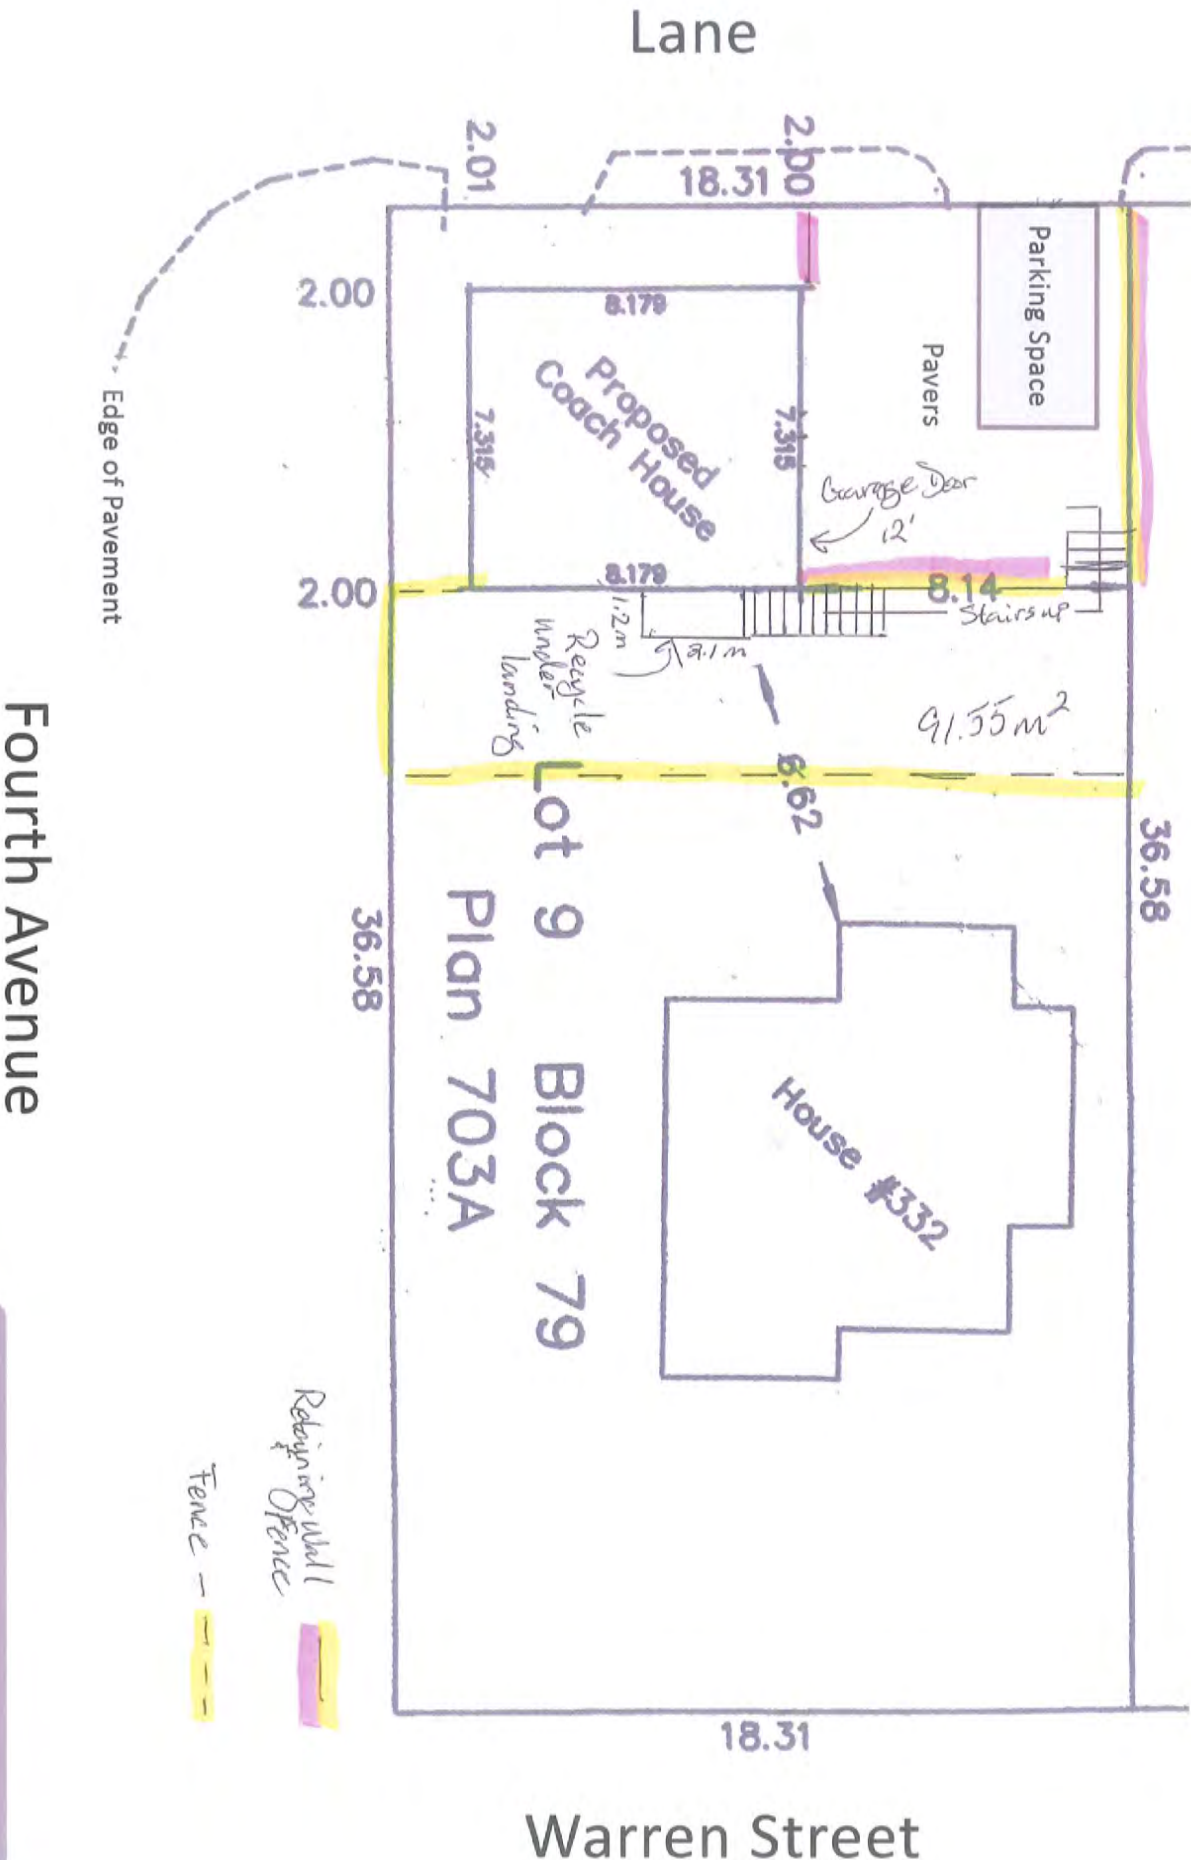 Lane
2.01
2.00
18.31
2.00
8.179
Parking Space
Pavers
Proposed
Coach House
7.315
7.315
Garage Door
12'
Edge of Pavement
2.00
8.179
8.14
Stairs up
1.2m
2.1m
Recycle
under
landing
91.55m²
6.62
Lot 9 Block 79
Plan 703A
36.58
36.58
House #332
Fourth Avenue
Retaining Wall
Fence
Fence
18.31
Warren Street